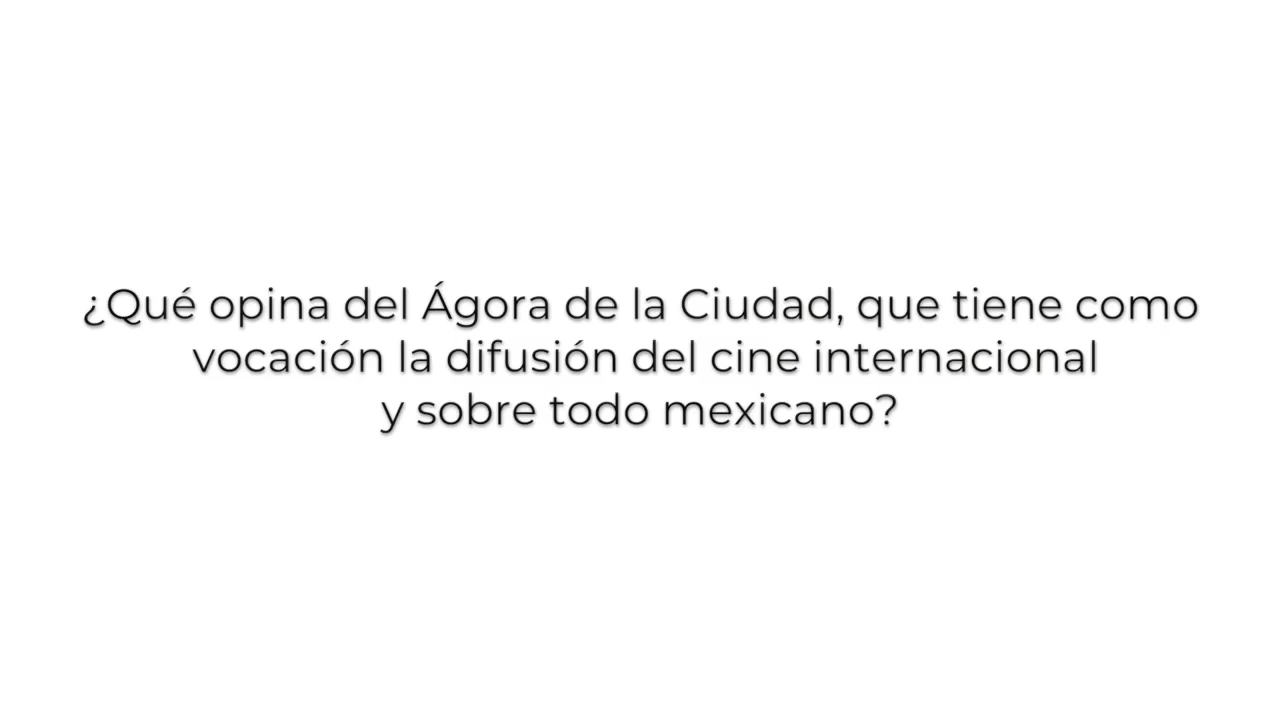 ¿Qué opina del Ágora de la Ciudad, que tiene como
vocación la difusión del cine internacional
y sobre todo mexicano?